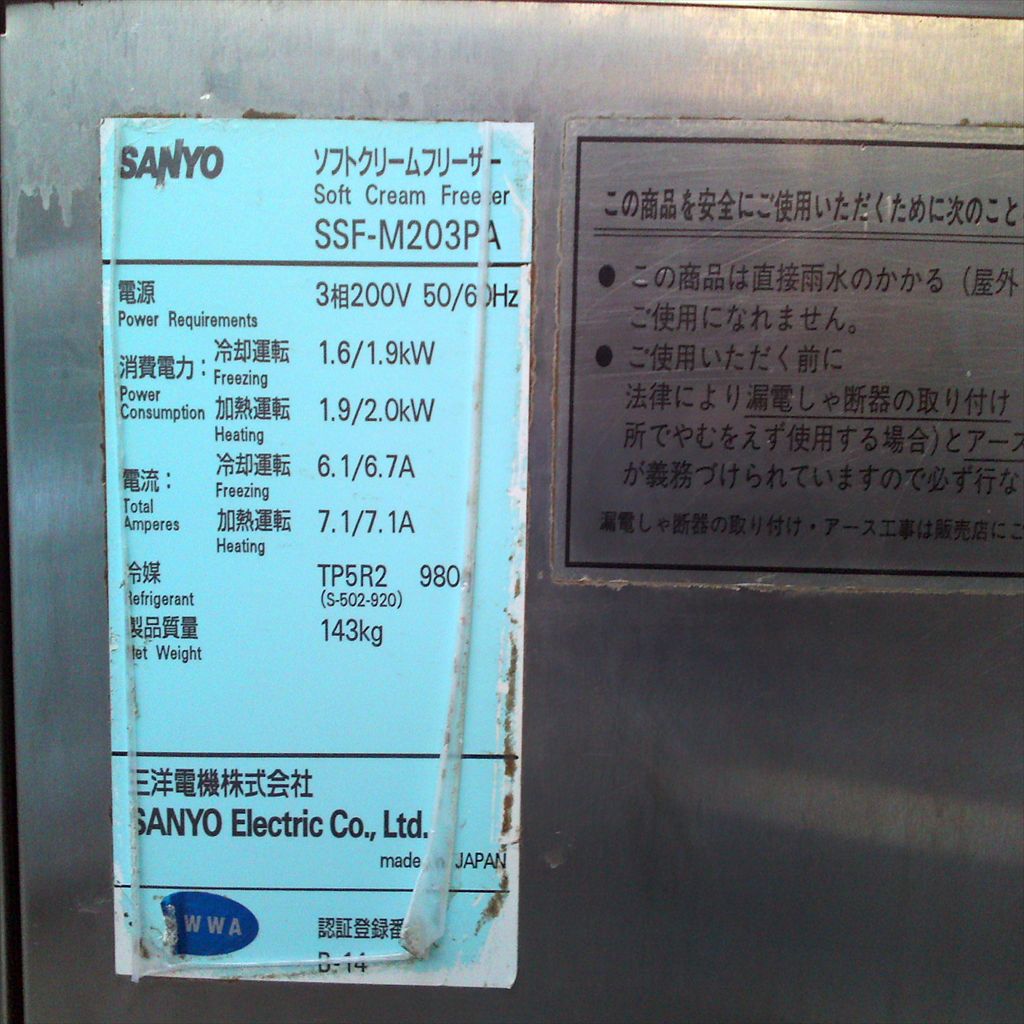 SANYO
ソフトクリームフリーザー
Soft Cream Freezer
SSF-M203PA
電源 3相200V 50/60Hz
Power Requirements
消費電力: 冷却運転 1.6/1.9kW
Power Consumption Freezing
加熱運転 1.9/2.0kW
Heating
電流: 冷却運転 6.1/6.7A
Total Amperes Freezing
加熱運転 7.1/7.1A
Heating
冷媒 TP5R2 980
Refrigerant (S-502-920)
製品質量 143kg
Net Weight
三洋電機株式会社
SANYO Electric Co., Ltd.
made in JAPAN
WWA 認証登録番
B-14
この商品を安全にご使用いただくために次のこと
● この商品は直接雨水のかかる (屋外
ご使用になれません。
● ご使用いただく前に
法律により漏電しゃ断器の取り付け
所でやむをえず使用する場合)とアース
が義務づけられていますので必ず行な
漏電しゃ断器の取り付け・アース工事は販売店にご